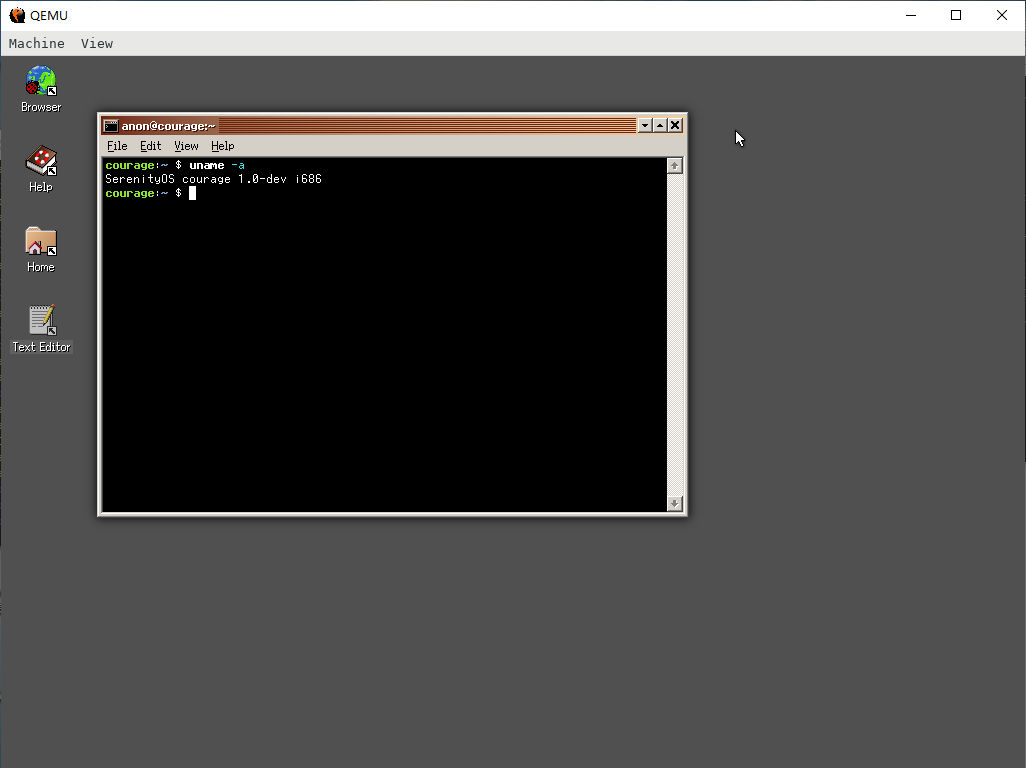 QEMU
Machine View
Browser
Help
Home
Text Editor
anon@courage:~
File Edit View Help
courage:~ $ uname -a
SerenityOS courage 1.0-dev i686
courage:~ $